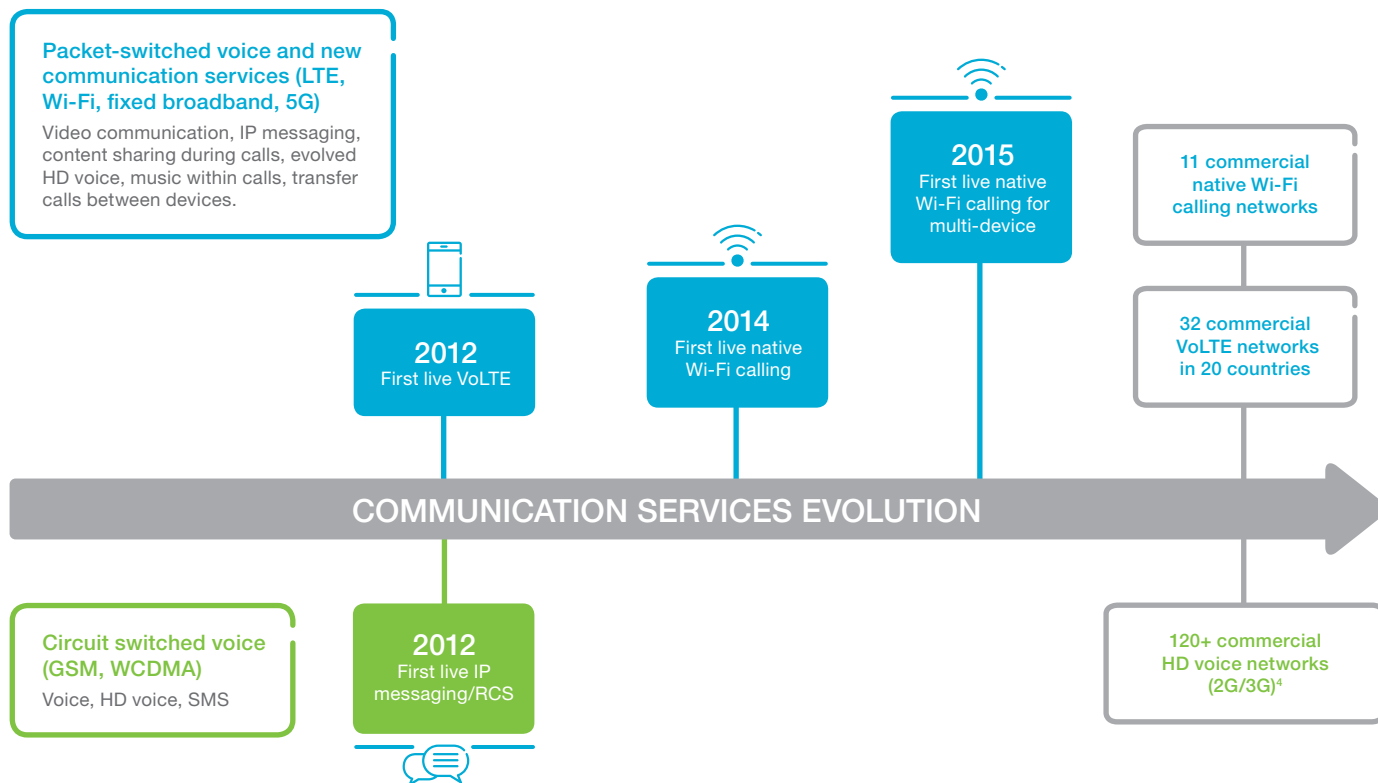 Packet-switched voice and new
communication services (LTE,
Wi-Fi, fixed broadband, 5G)
Video communication, IP messaging,
content sharing during calls, evolved
HD voice, music within calls, transfer
calls between devices.
2012
First live VoLTE
2014
First live native
Wi-Fi calling
2015
First live native
Wi-Fi calling for
multi-device
11 commercial
native Wi-Fi
calling networks
32 commercial
VoLTE networks
in 20 countries
COMMUNICATION SERVICES EVOLUTION
Circuit switched voice
(GSM, WCDMA)
Voice, HD voice, SMS
2012
First live IP
messaging/RCS
120+ commercial
HD voice networks
(2G/3G)⁴